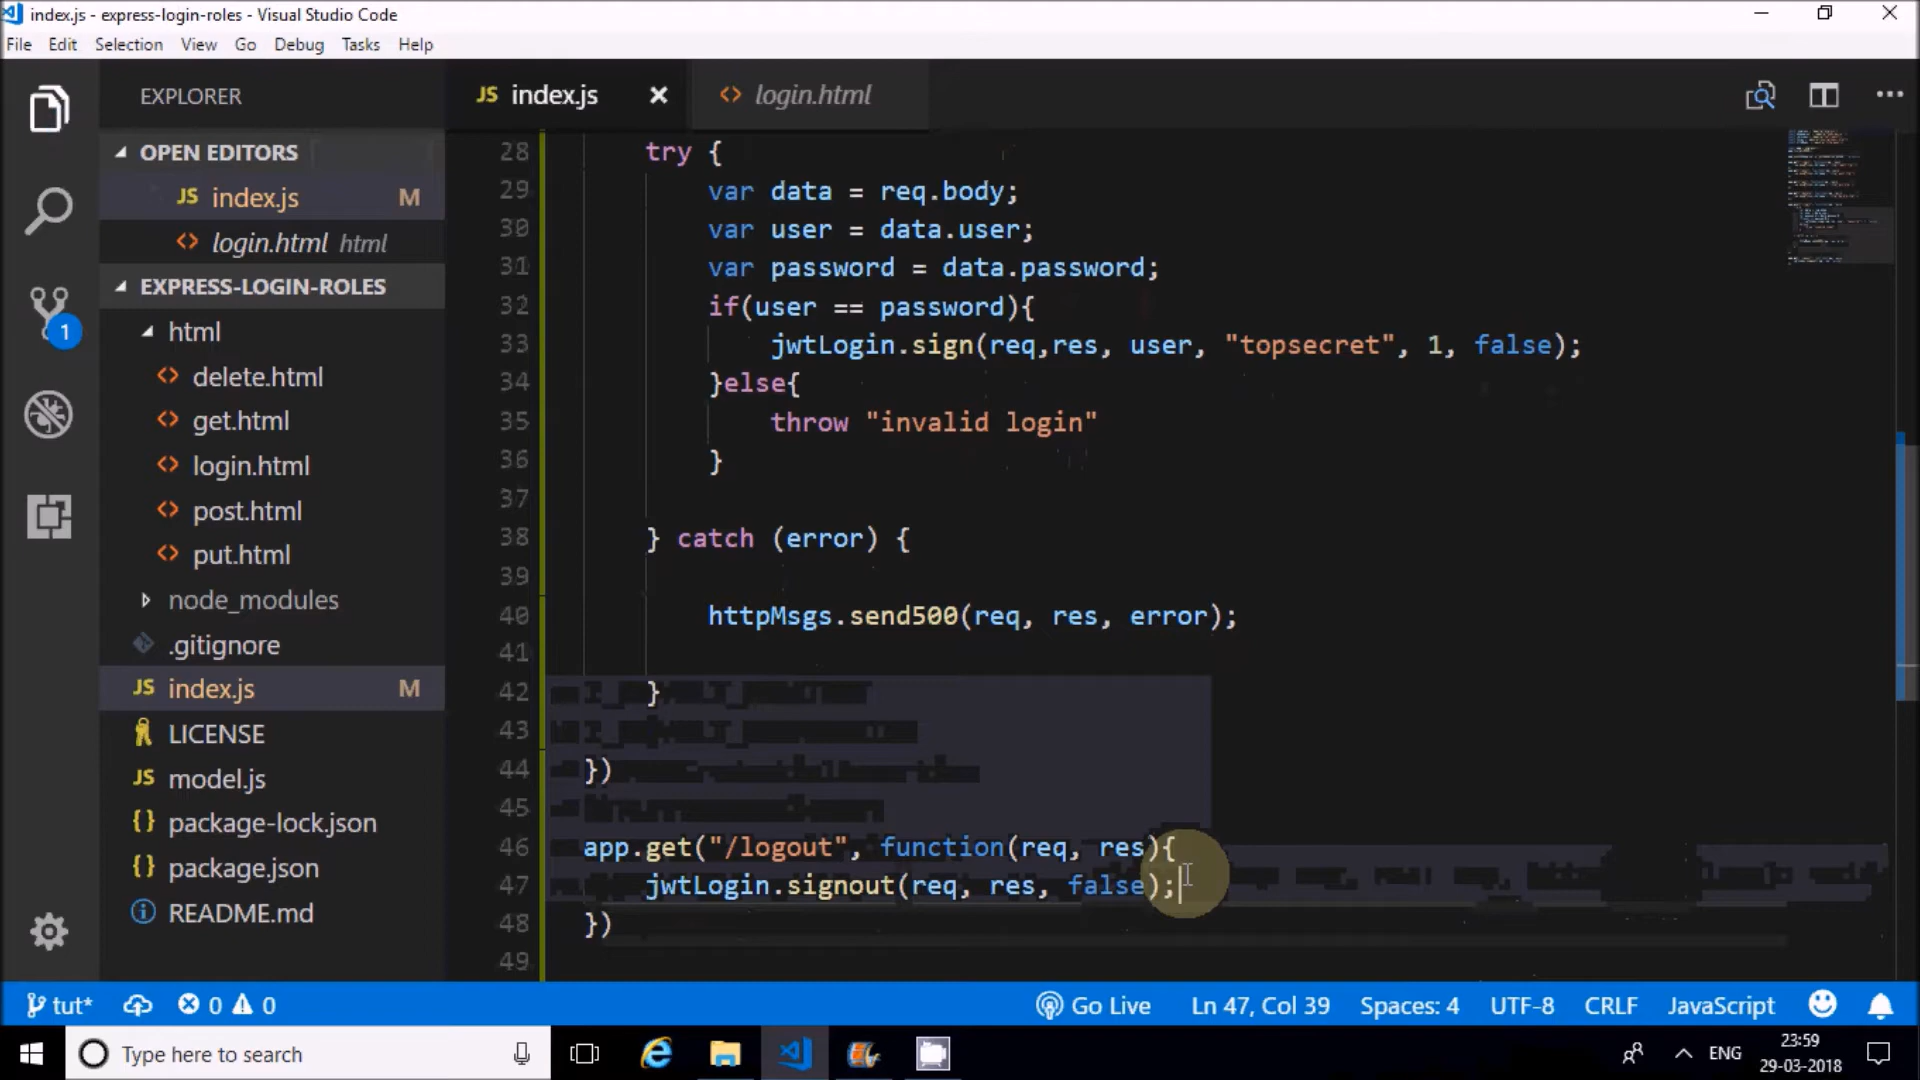 index.js - express-login-roles - Visual Studio Code
File Edit Selection View Go Debug Tasks Help
EXPLORER
JS index.js
<> login.html
OPEN EDITORS
JS index.js M
<> login.html html
EXPRESS-LOGIN-ROLES
html
<> delete.html
<> get.html
<> login.html
<> post.html
<> put.html
node_modules
.gitignore
JS index.js M
LICENSE
JS model.js
{} package-lock.json
{} package.json
README.md
1
28 try {
29 var data = req.body;
30 var user = data.user;
31 var password = data.password;
32 if(user == password){
33 jwtLogin.sign(req,res, user, "topsecret", 1, false);
34 }else{
35 throw "invalid login"
36 }
37
38 } catch (error) {
39
40 httpMsgs.send500(req, res, error);
41
42 }
43
44 })
45
46 app.get("/logout", function(req, res){
47 jwtLogin.signout(req, res, false);
48 })
49
tut* 0 0 Go Live Ln 47, Col 39 Spaces: 4 UTF-8 CRLF JavaScript
Type here to search
ENG
23:59
29-03-2018